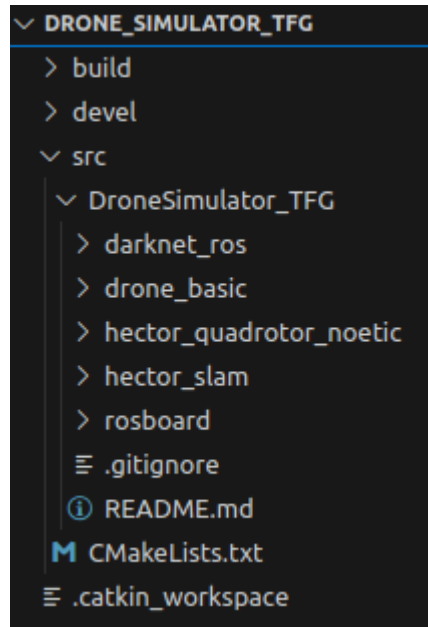 DRONE_SIMULATOR_TFG
build
devel
src
DroneSimulator_TFG
darknet_ros
drone_basic
hector_quadrotor_noetic
hector_slam
rosboard
.gitignore
README.md
M CMakeLists.txt
.catkin_workspace